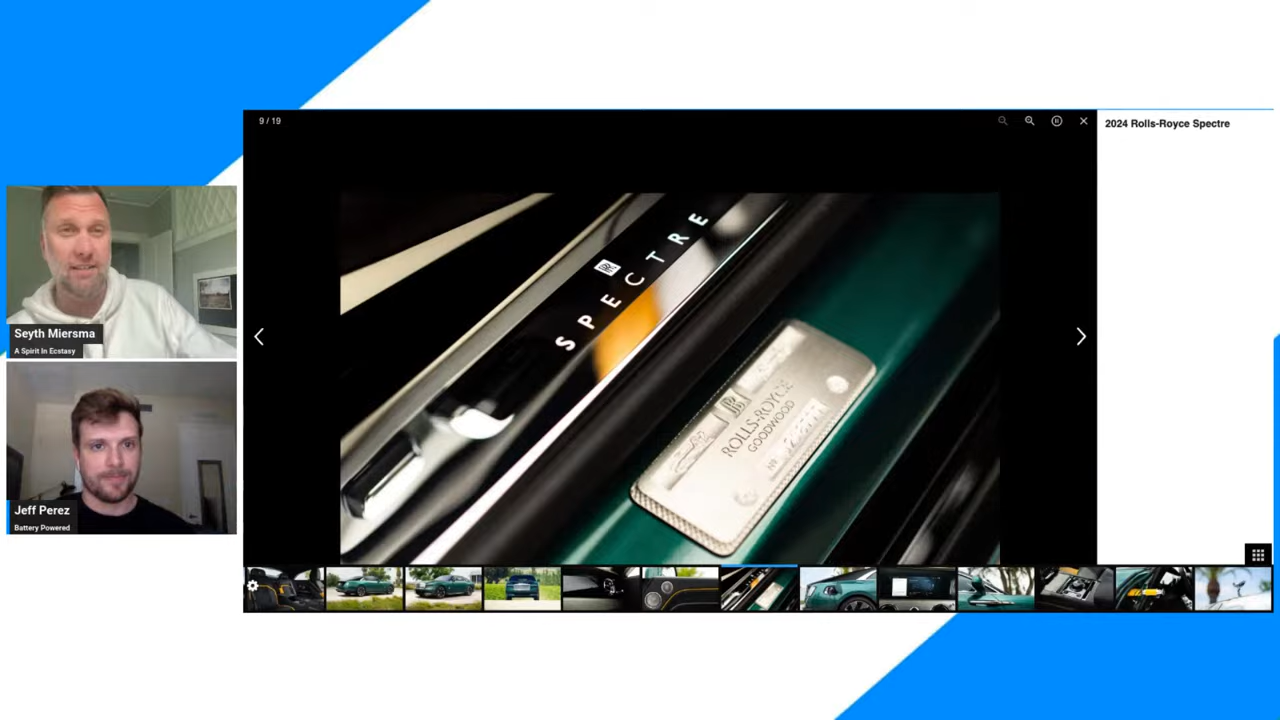 9 / 19
2024 Rolls-Royce Spectre
SPECTRE
ROLLS-ROYCE
GOODWOOD
Nº
Seyth Miersma
A Spirit In Ecstasy
Jeff Perez
Battery Powered